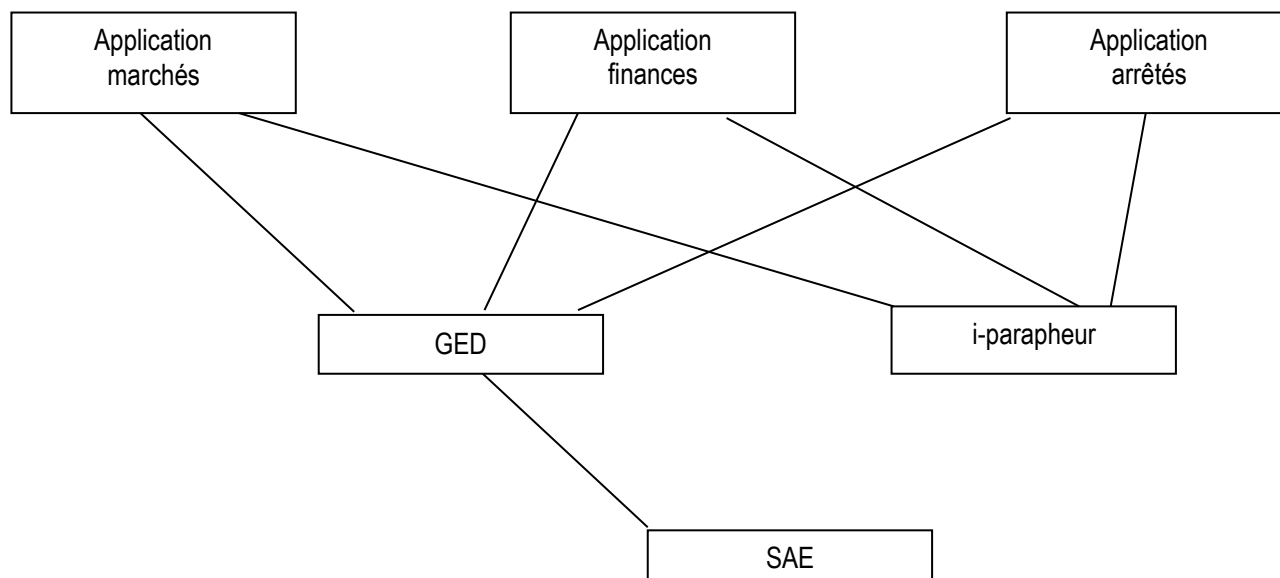 Application
marchés
Application
finances
Application
arrêtés
GED
i-parapheur
SAE